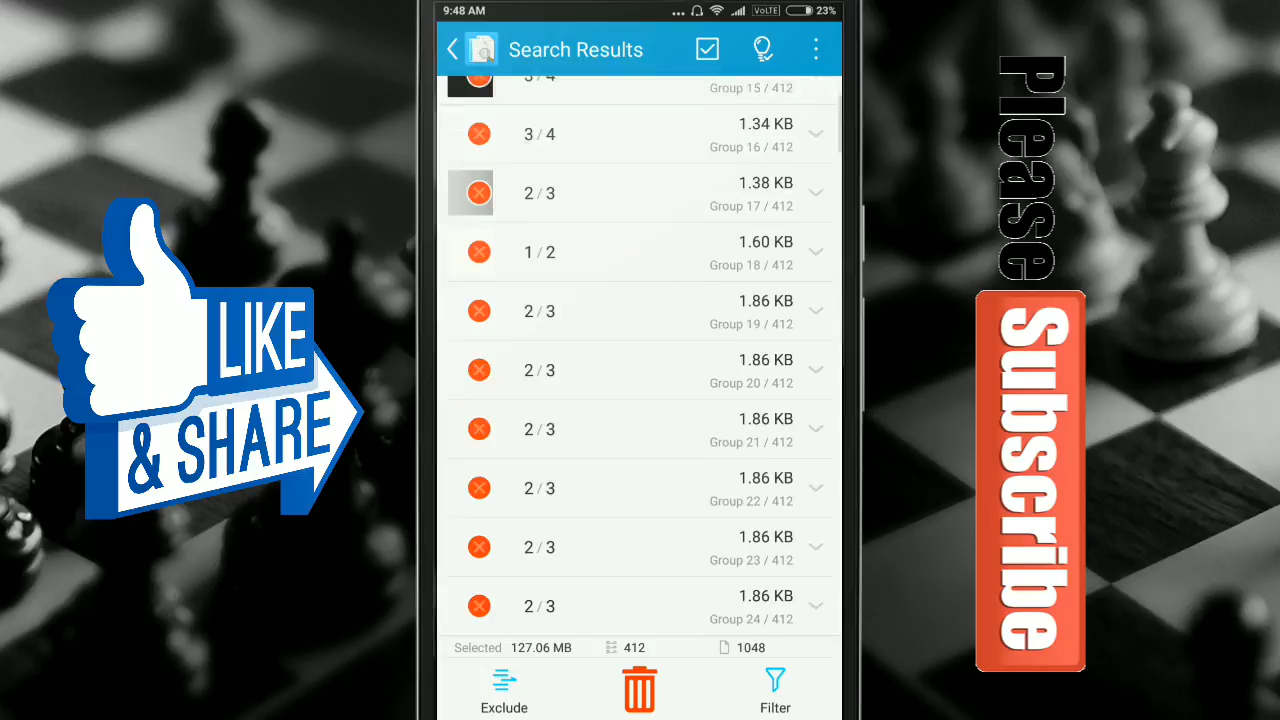 9:48 AM
VoLTE
23%
Search Results
3 / 4
Group 15 / 412
3 / 4
1.34 KB
Group 16 / 412
2 / 3
1.38 KB
Group 17 / 412
1 / 2
1.60 KB
Group 18 / 412
2 / 3
1.86 KB
Group 19 / 412
2 / 3
1.86 KB
Group 20 / 412
2 / 3
1.86 KB
Group 21 / 412
2 / 3
1.86 KB
Group 22 / 412
2 / 3
1.86 KB
Group 23 / 412
2 / 3
1.86 KB
Group 24 / 412
Selected 127.06 MB 412 1048
Exclude
Filter
LIKE
& SHARE
Please
Subscribe